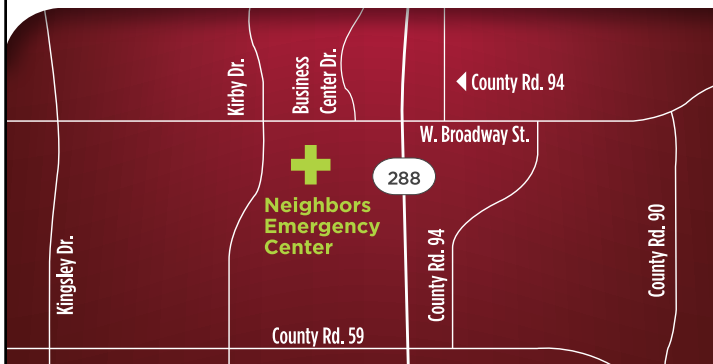 Kirby Dr.
Business
Center Dr.
County Rd. 94
W. Broadway St.
288
Neighbors
Emergency
Center
Kingsley Dr.
County Rd. 94
County Rd. 90
County Rd. 59